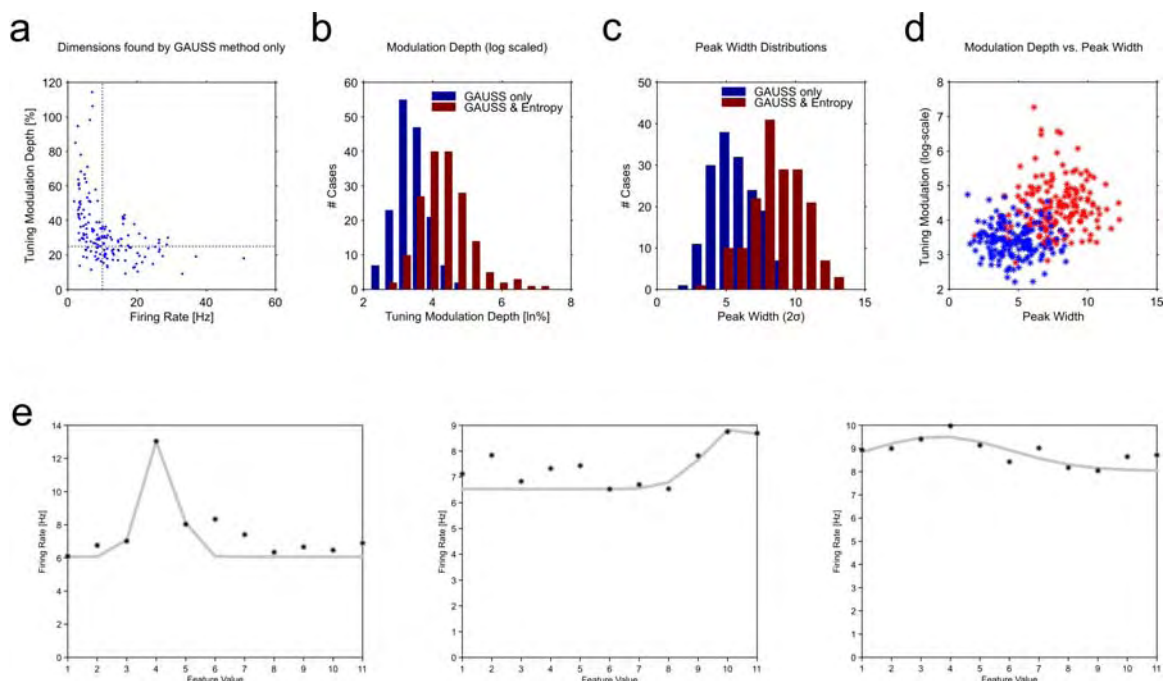 a
Dimensions found by GAUSS method only
120
100
80
60
40
20
0
0 20 40 60
Tuning Modulation Depth [%]
Firing Rate [Hz]
b
Modulation Depth (log scaled)
60
50
40
30
20
10
0
2 4 6 8
# Cases
GAUSS only
GAUSS & Entropy
Tuning Modulation Depth [ln%]
c
Peak Width Distributions
50
40
30
20
10
0
0 5 10 15
# Cases
GAUSS only
GAUSS & Entropy
Peak Width (2σ)
d
Modulation Depth vs. Peak Width
8
7
6
5
4
3
2
0 5 10 15
Tuning Modulation (log-scale)
Peak Width
e
14
12
10
8
6
4
2
0
1 2 3 4 5 6 7 8 9 10 11
Firing Rate [Hz]
Feature Value
9
8
7
6
5
4
3
2
1
0
1 2 3 4 5 6 7 8 9 10 11
Firing Rate [Hz]
Feature Value
10
9
8
7
6
5
4
3
2
1
0
1 2 3 4 5 6 7 8 9 10 11
Firing Rate [Hz]
Feature Value